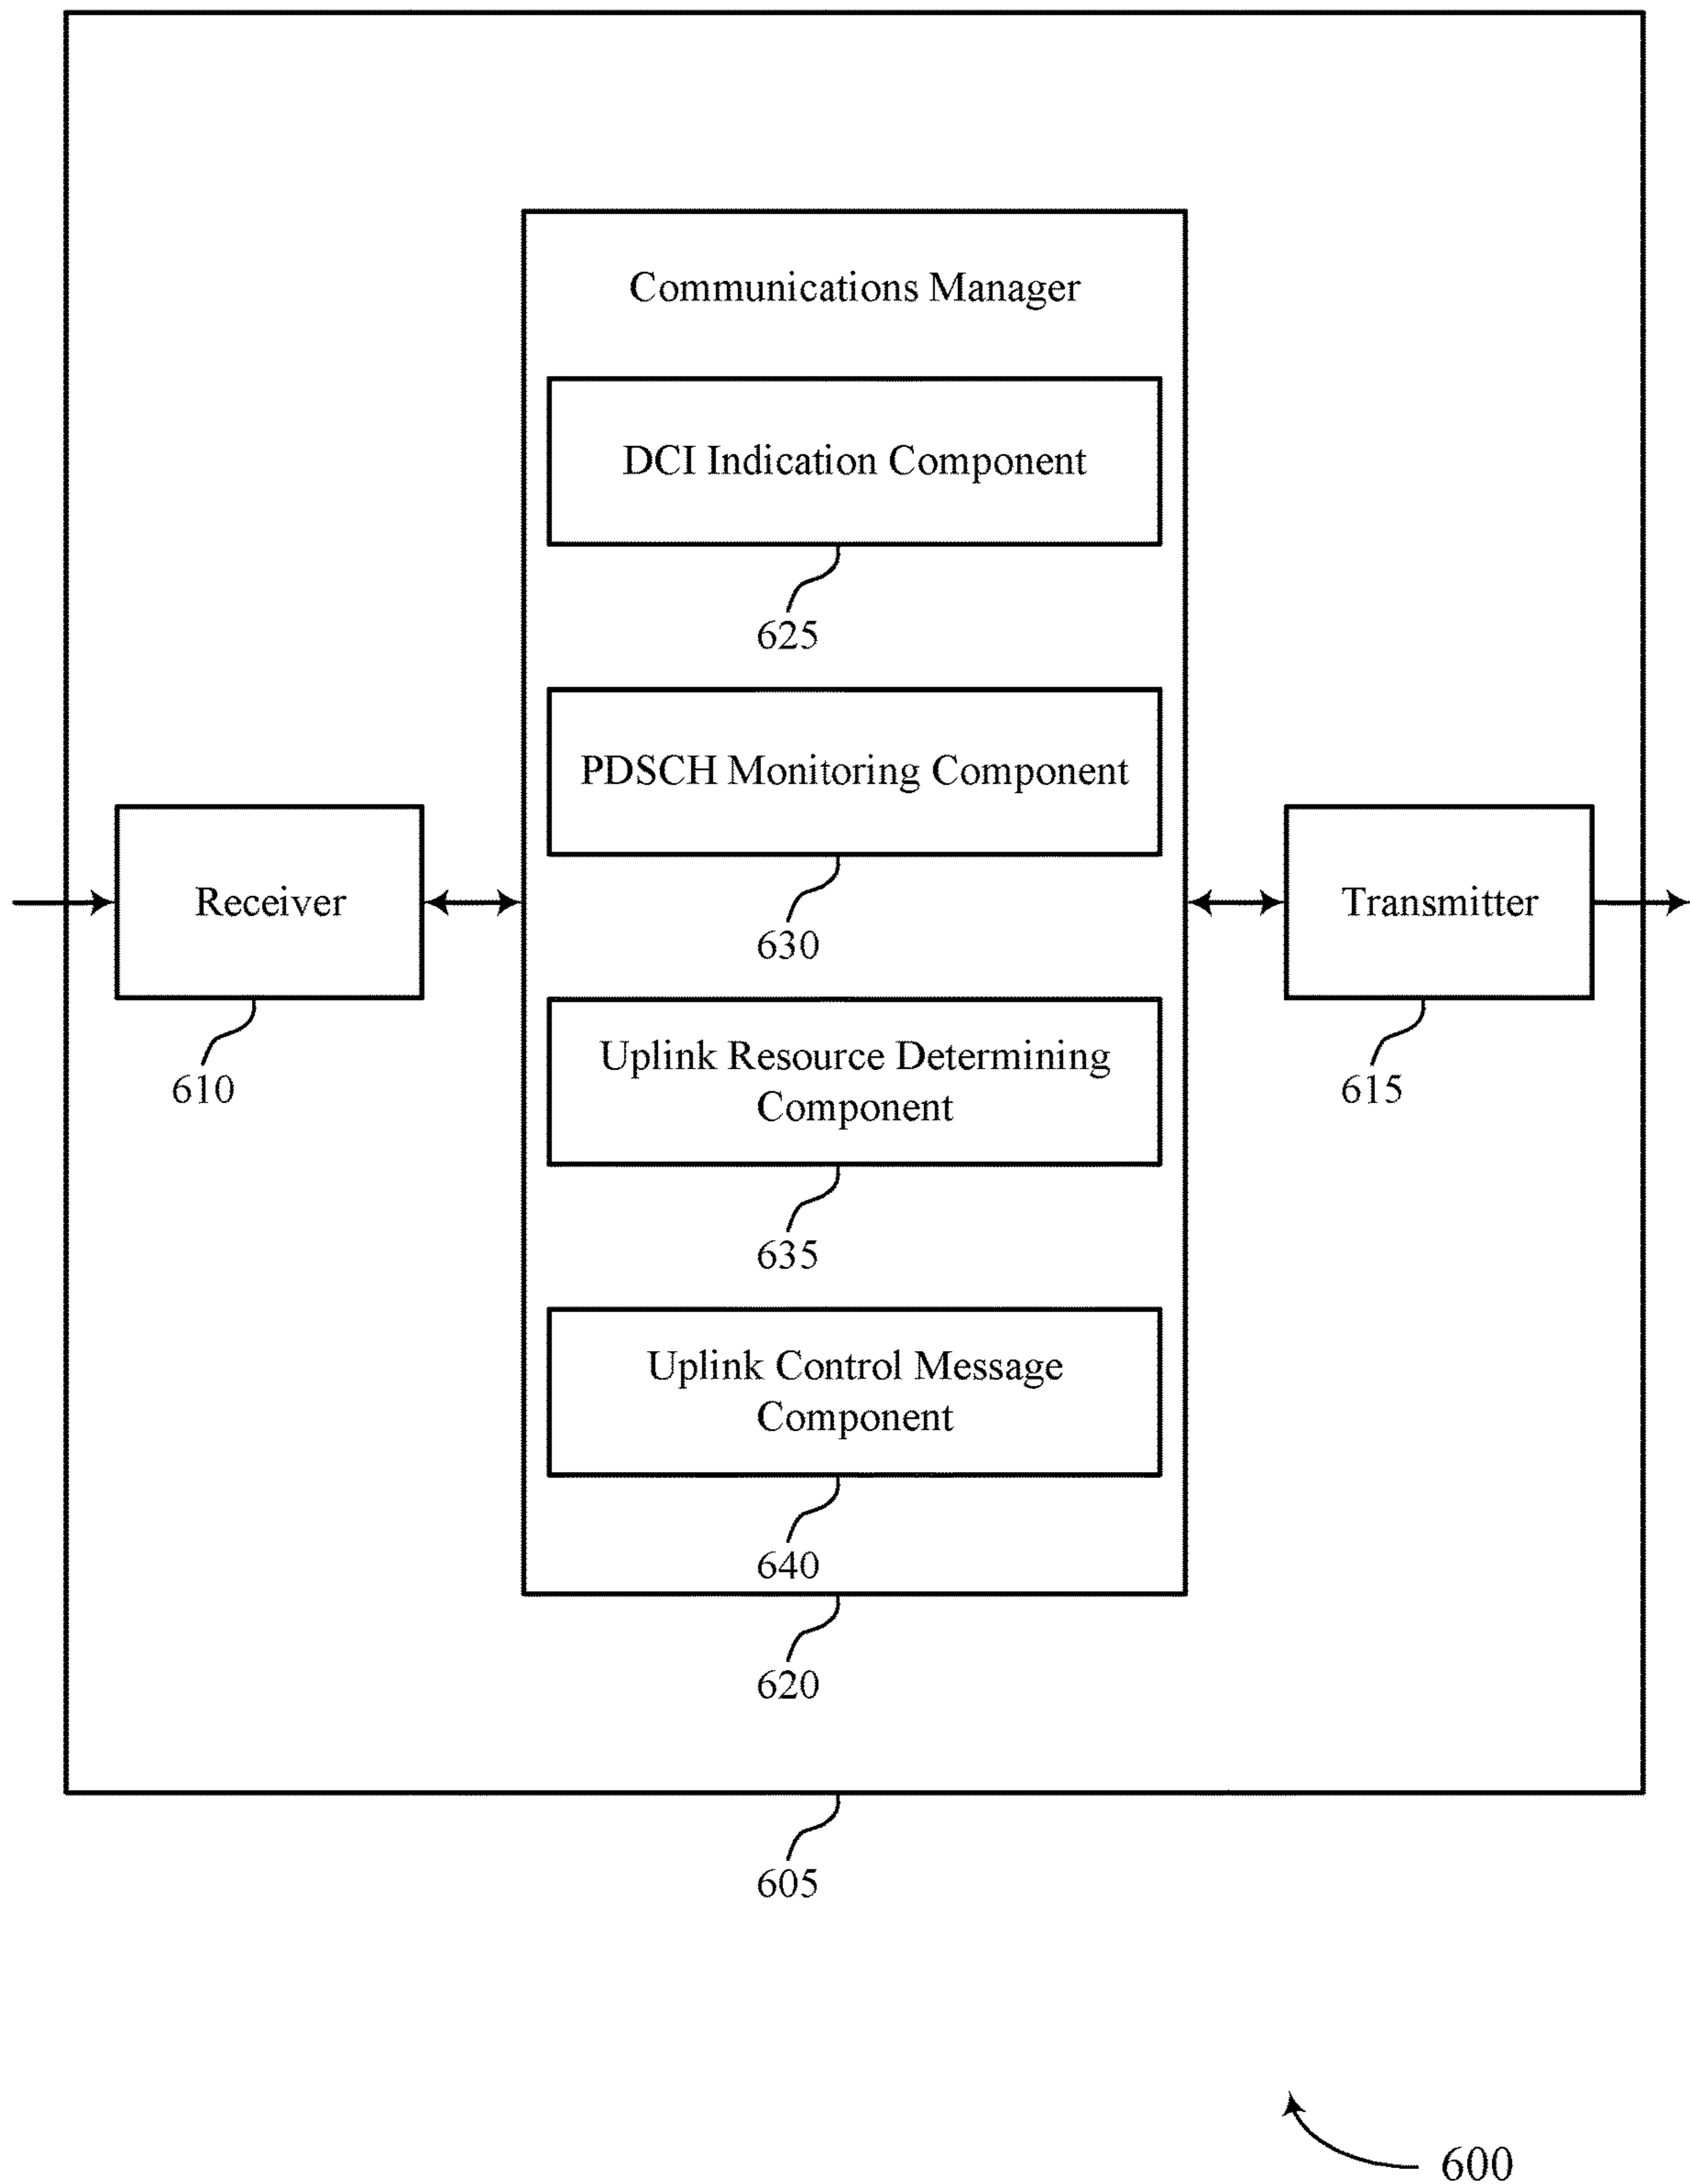 Communications Manager
DCI Indication Component
625
PDSCH Monitoring Component
630
Receiver
610
Transmitter
615
Uplink Resource Determining
Component
635
Uplink Control Message
Component
640
620
605
600